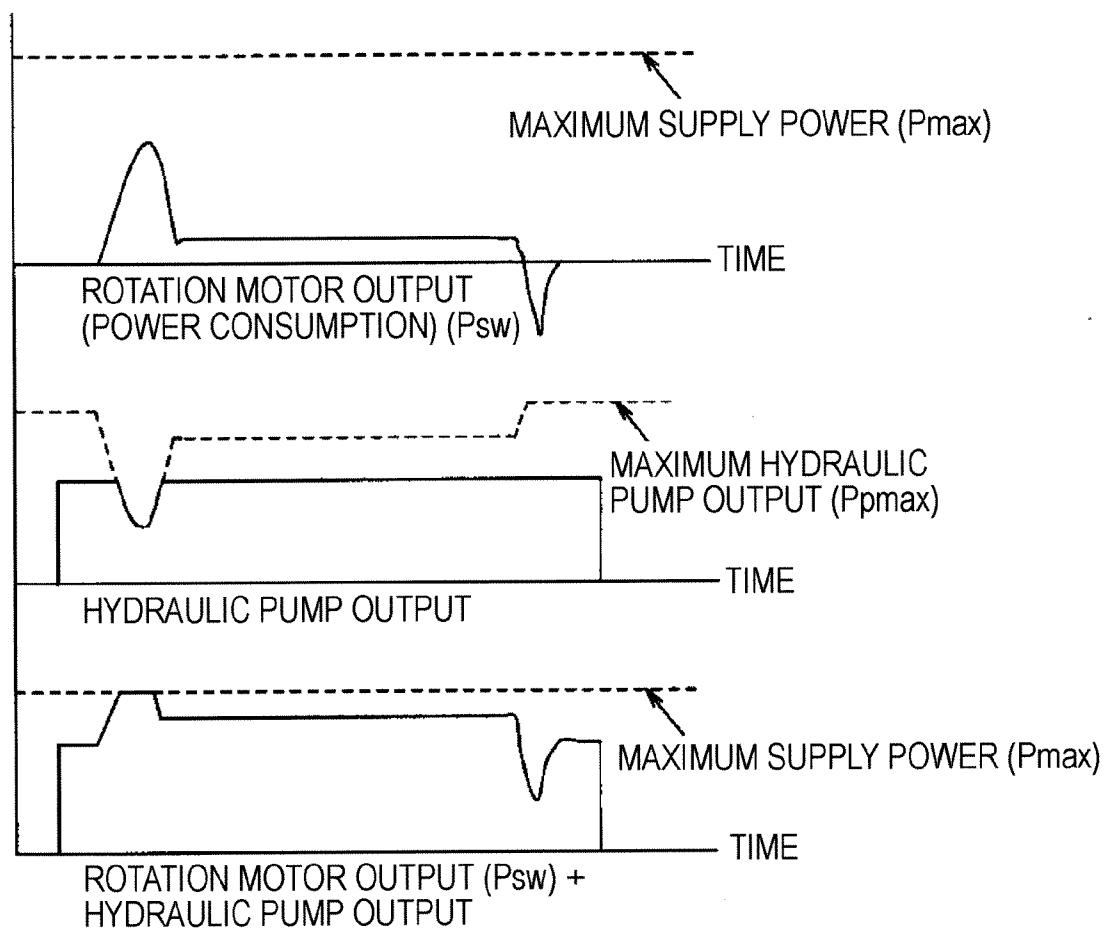 MAXIMUM SUPPLY POWER (Pmax)
TIME
ROTATION MOTOR OUTPUT
(POWER CONSUMPTION) (Psw)
MAXIMUM HYDRAULIC
PUMP OUTPUT (Ppmax)
TIME
HYDRAULIC PUMP OUTPUT
MAXIMUM SUPPLY POWER (Pmax)
TIME
ROTATION MOTOR OUTPUT (Psw) +
HYDRAULIC PUMP OUTPUT